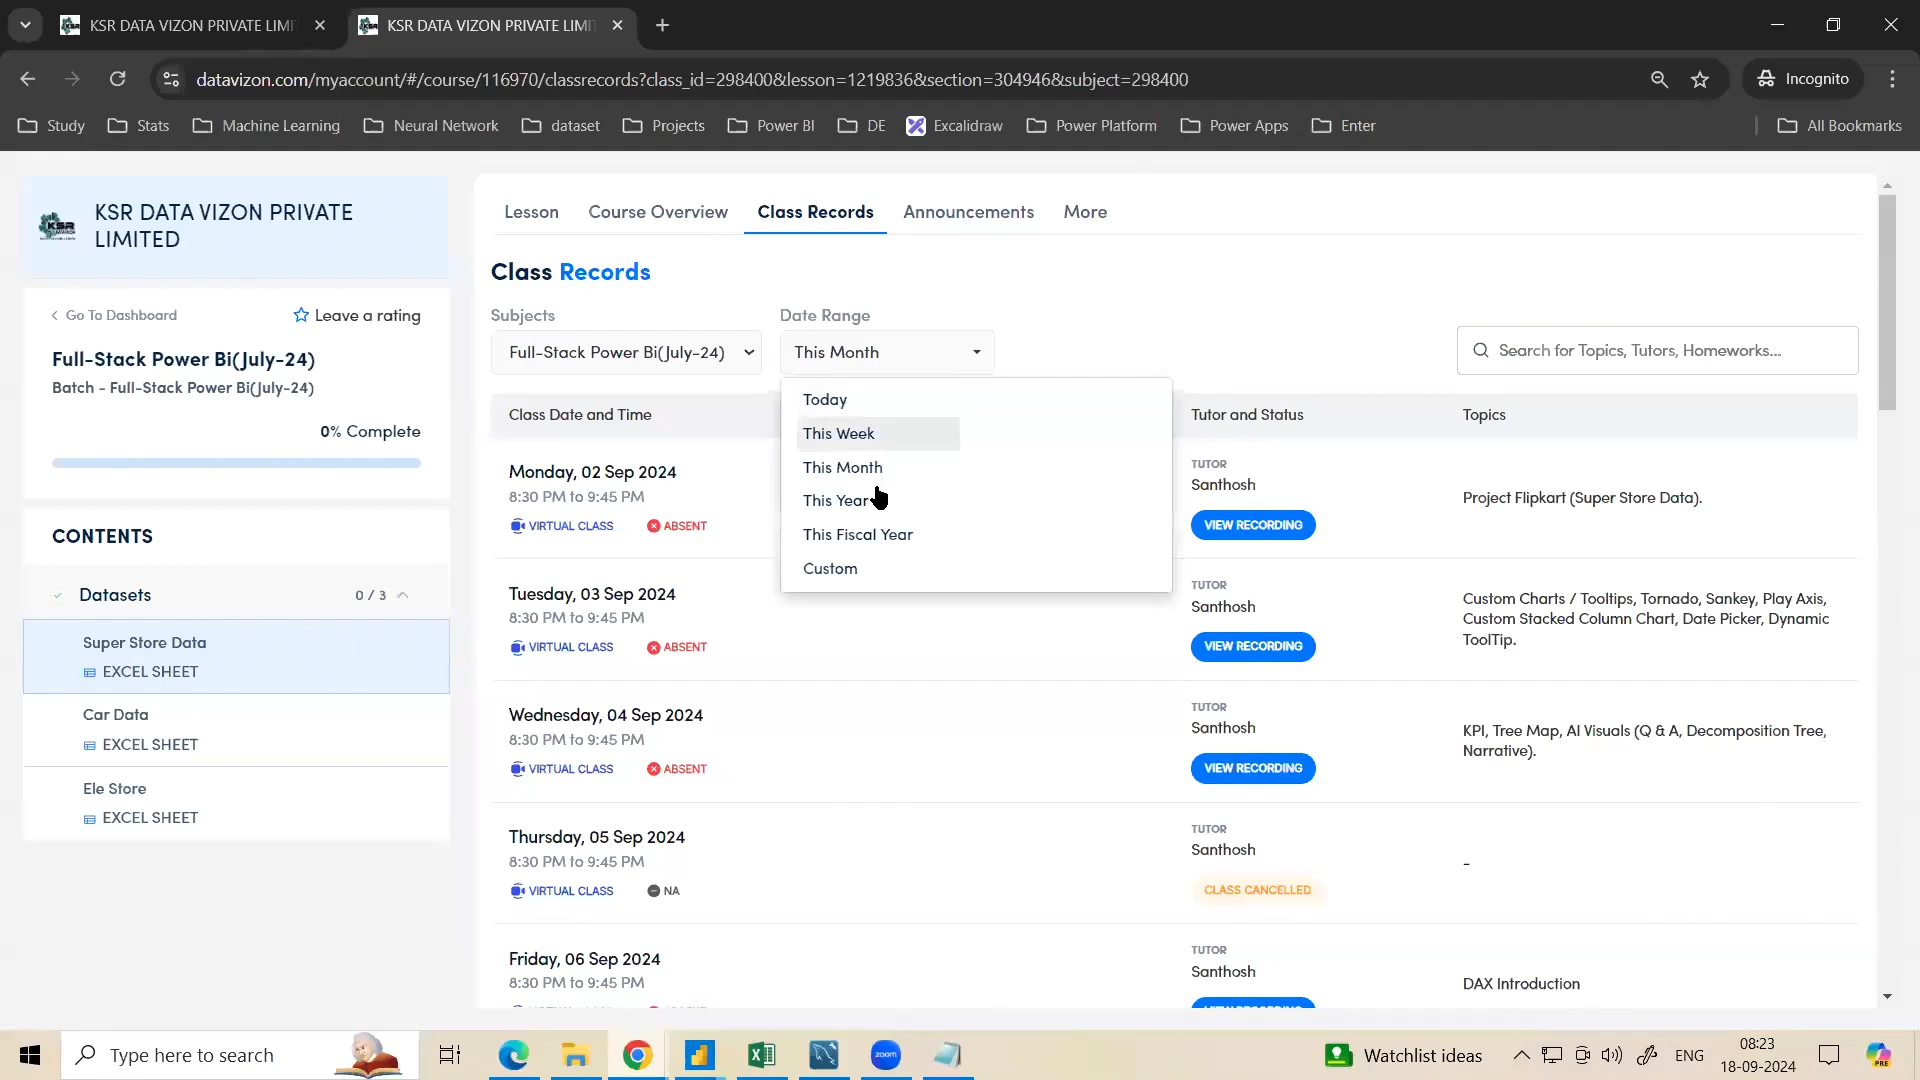 KSR DATA VIZON PRIVATE LIMI
KSR DATA VIZON PRIVATE LIMI
datavizon.com/myaccount/#/course/116970/classrecords?class_id=298400&lesson=1219836&section=304946&subject=298400
Incognito
Study
Stats
Machine Learning
Neural Network
dataset
Projects
Power BI
DE
Excalidraw
Power Platform
Power Apps
Enter
All Bookmarks
KSR DATA VIZON PRIVATE
LIMITED
Go To Dashboard
Leave a rating
Full-Stack Power Bi(July-24)
Batch - Full-Stack Power Bi(July-24)
0% Complete
CONTENTS
Datasets
0 / 3
Super Store Data
EXCEL SHEET
Car Data
EXCEL SHEET
Ele Store
EXCEL SHEET
Lesson
Course Overview
Class Records
Announcements
More
Class Records
Subjects
Date Range
Full-Stack Power Bi(July-24)
This Month
Search for Topics, Tutors, Homeworks...
Today
This Week
This Month
This Year
This Fiscal Year
Custom
Class Date and Time
Tutor and Status
Topics
Monday, 02 Sep 2024
8:30 PM to 9:45 PM
VIRTUAL CLASS
ABSENT
TUTOR
Santhosh
VIEW RECORDING
Project Flipkart (Super Store Data).
Tuesday, 03 Sep 2024
8:30 PM to 9:45 PM
VIRTUAL CLASS
ABSENT
TUTOR
Santhosh
VIEW RECORDING
Custom Charts / Tooltips, Tornado, Sankey, Play Axis,
Custom Stacked Column Chart, Date Picker, Dynamic
ToolTip.
Wednesday, 04 Sep 2024
8:30 PM to 9:45 PM
VIRTUAL CLASS
ABSENT
TUTOR
Santhosh
VIEW RECORDING
KPI, Tree Map, AI Visuals (Q & A, Decomposition Tree,
Narrative).
Thursday, 05 Sep 2024
8:30 PM to 9:45 PM
VIRTUAL CLASS
NA
TUTOR
Santhosh
CLASS CANCELLED
-
Friday, 06 Sep 2024
8:30 PM to 9:45 PM
TUTOR
Santhosh
DAX Introduction
Type here to search
zoom
Watchlist ideas
ENG
08:23
18-09-2024
PRE